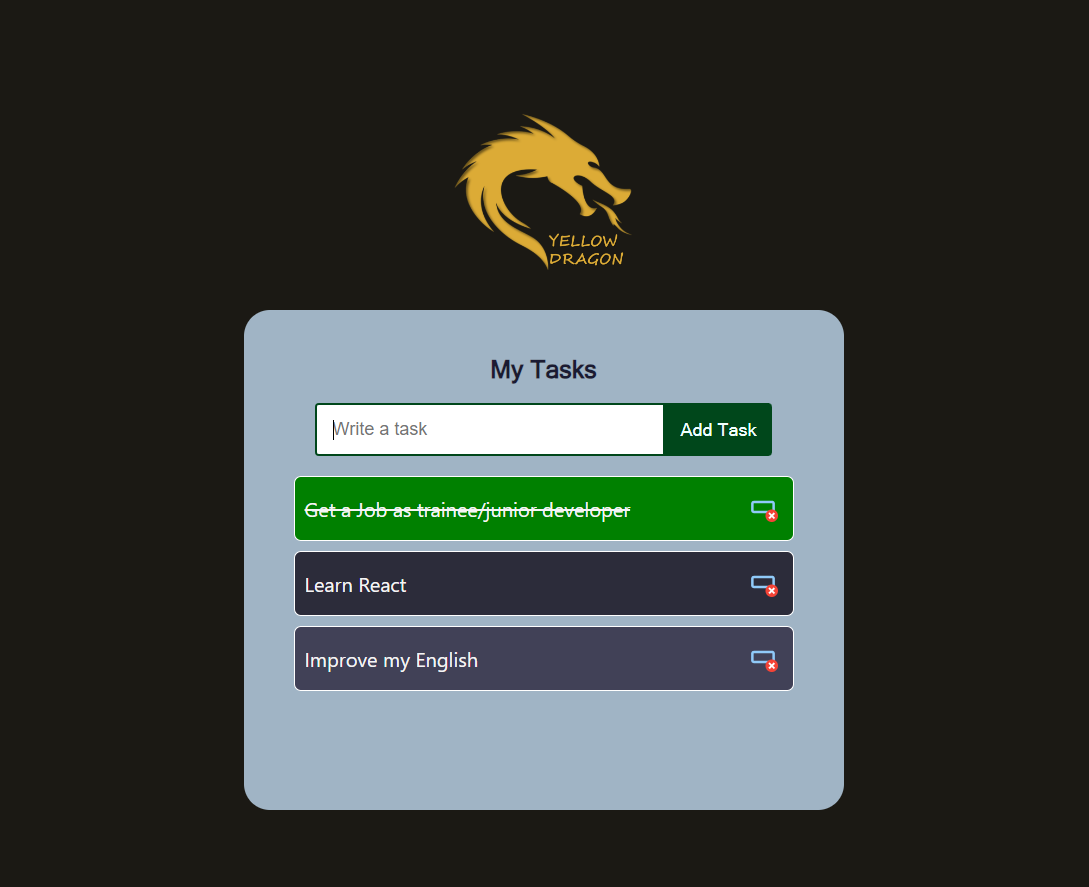 YELLOW
DRAGON
My Tasks
Write a task
Add Task
Get a Job as trainee/junior developer
Learn React
Improve my English